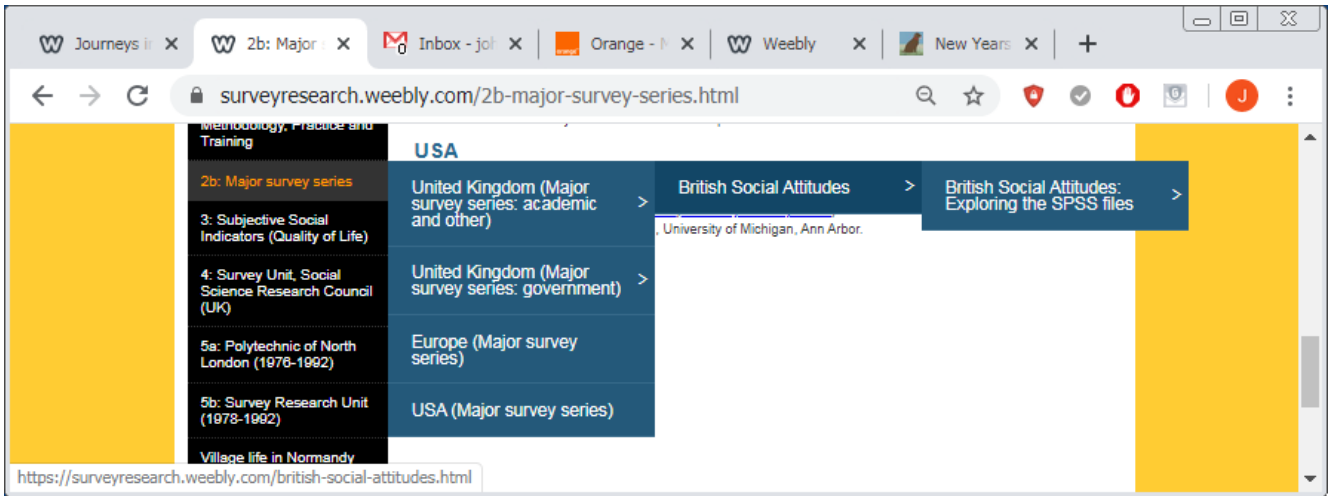 Journeys in
2b: Major
Inbox - joh
Orange - N
Weebly
New Years
surveyresearch.weebly.com/2b-major-survey-series.html
J
Methodology, Practice and
Training
USA
2b: Major survey series
3: Subjective Social
Indicators (Quality of Life)
4: Survey Unit, Social
Science Research Council
(UK)
5a: Polytechnic of North
London (1976-1992)
5b: Survey Research Unit
(1978-1992)
Village life in Normandy
United Kingdom (Major
survey series: academic
and other)
>
United Kingdom (Major
survey series: government)
>
Europe (Major survey
series)
USA (Major survey series)
British Social Attitudes
>
British Social Attitudes:
Exploring the SPSS files
>
, University of Michigan, Ann Arbor.
https://surveyresearch.weebly.com/british-social-attitudes.html